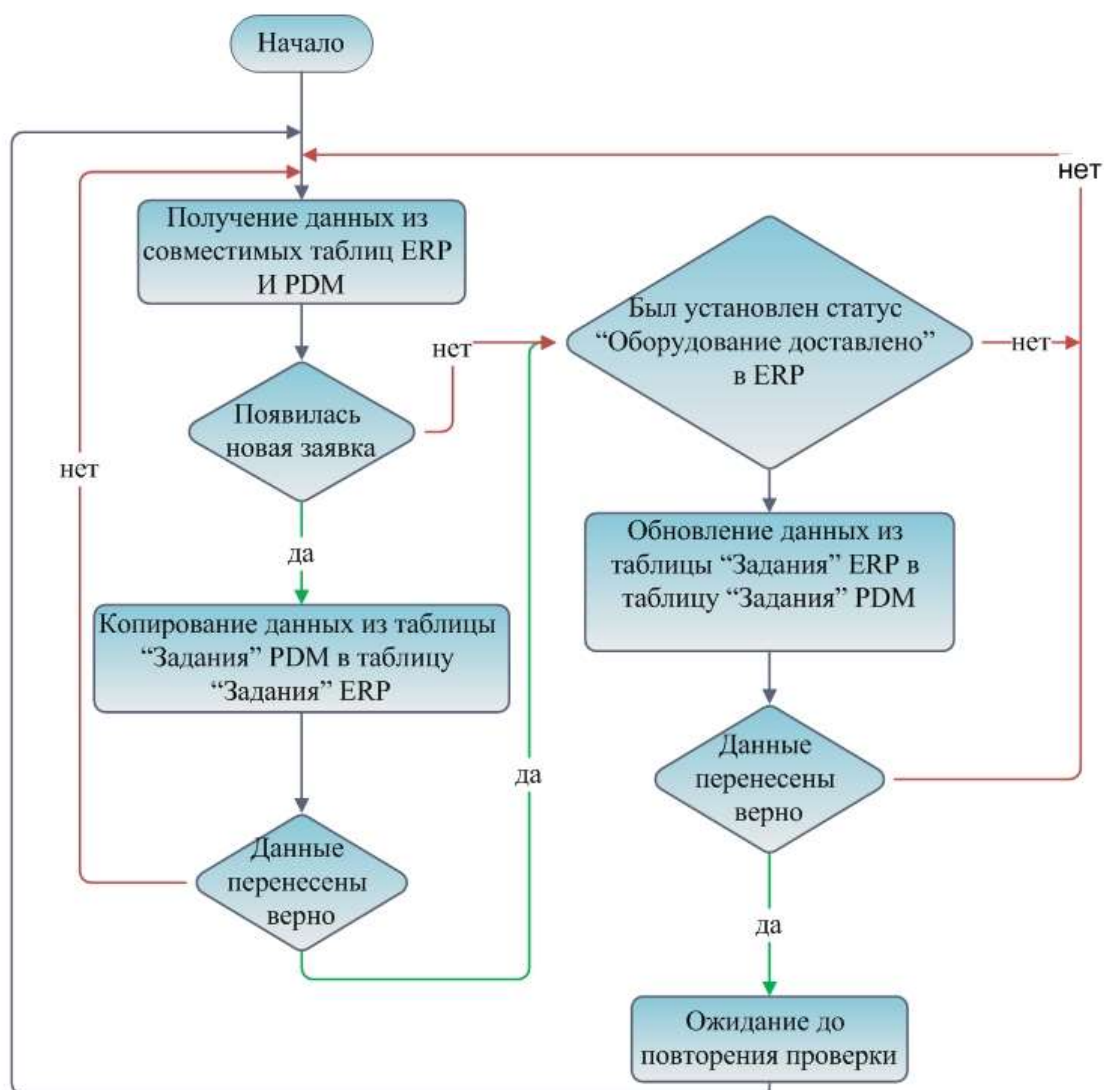 Начало
нет
Получение данных из
совместимых таблиц ERP
И PDM
Был установлен статус
“Оборудование доставлено”
в ERP
нет
нет
Появилась
новая заявка
нет
да
Обновление данных из
таблицы “Задания” ERP в
таблицу “Задания” PDM
Копирование данных из таблицы
“Задания” PDM в таблицу
“Задания” ERP
да
Данные
перенесены
верно
Данные
перенесены
верно
да
Ожидание до
повторения проверки